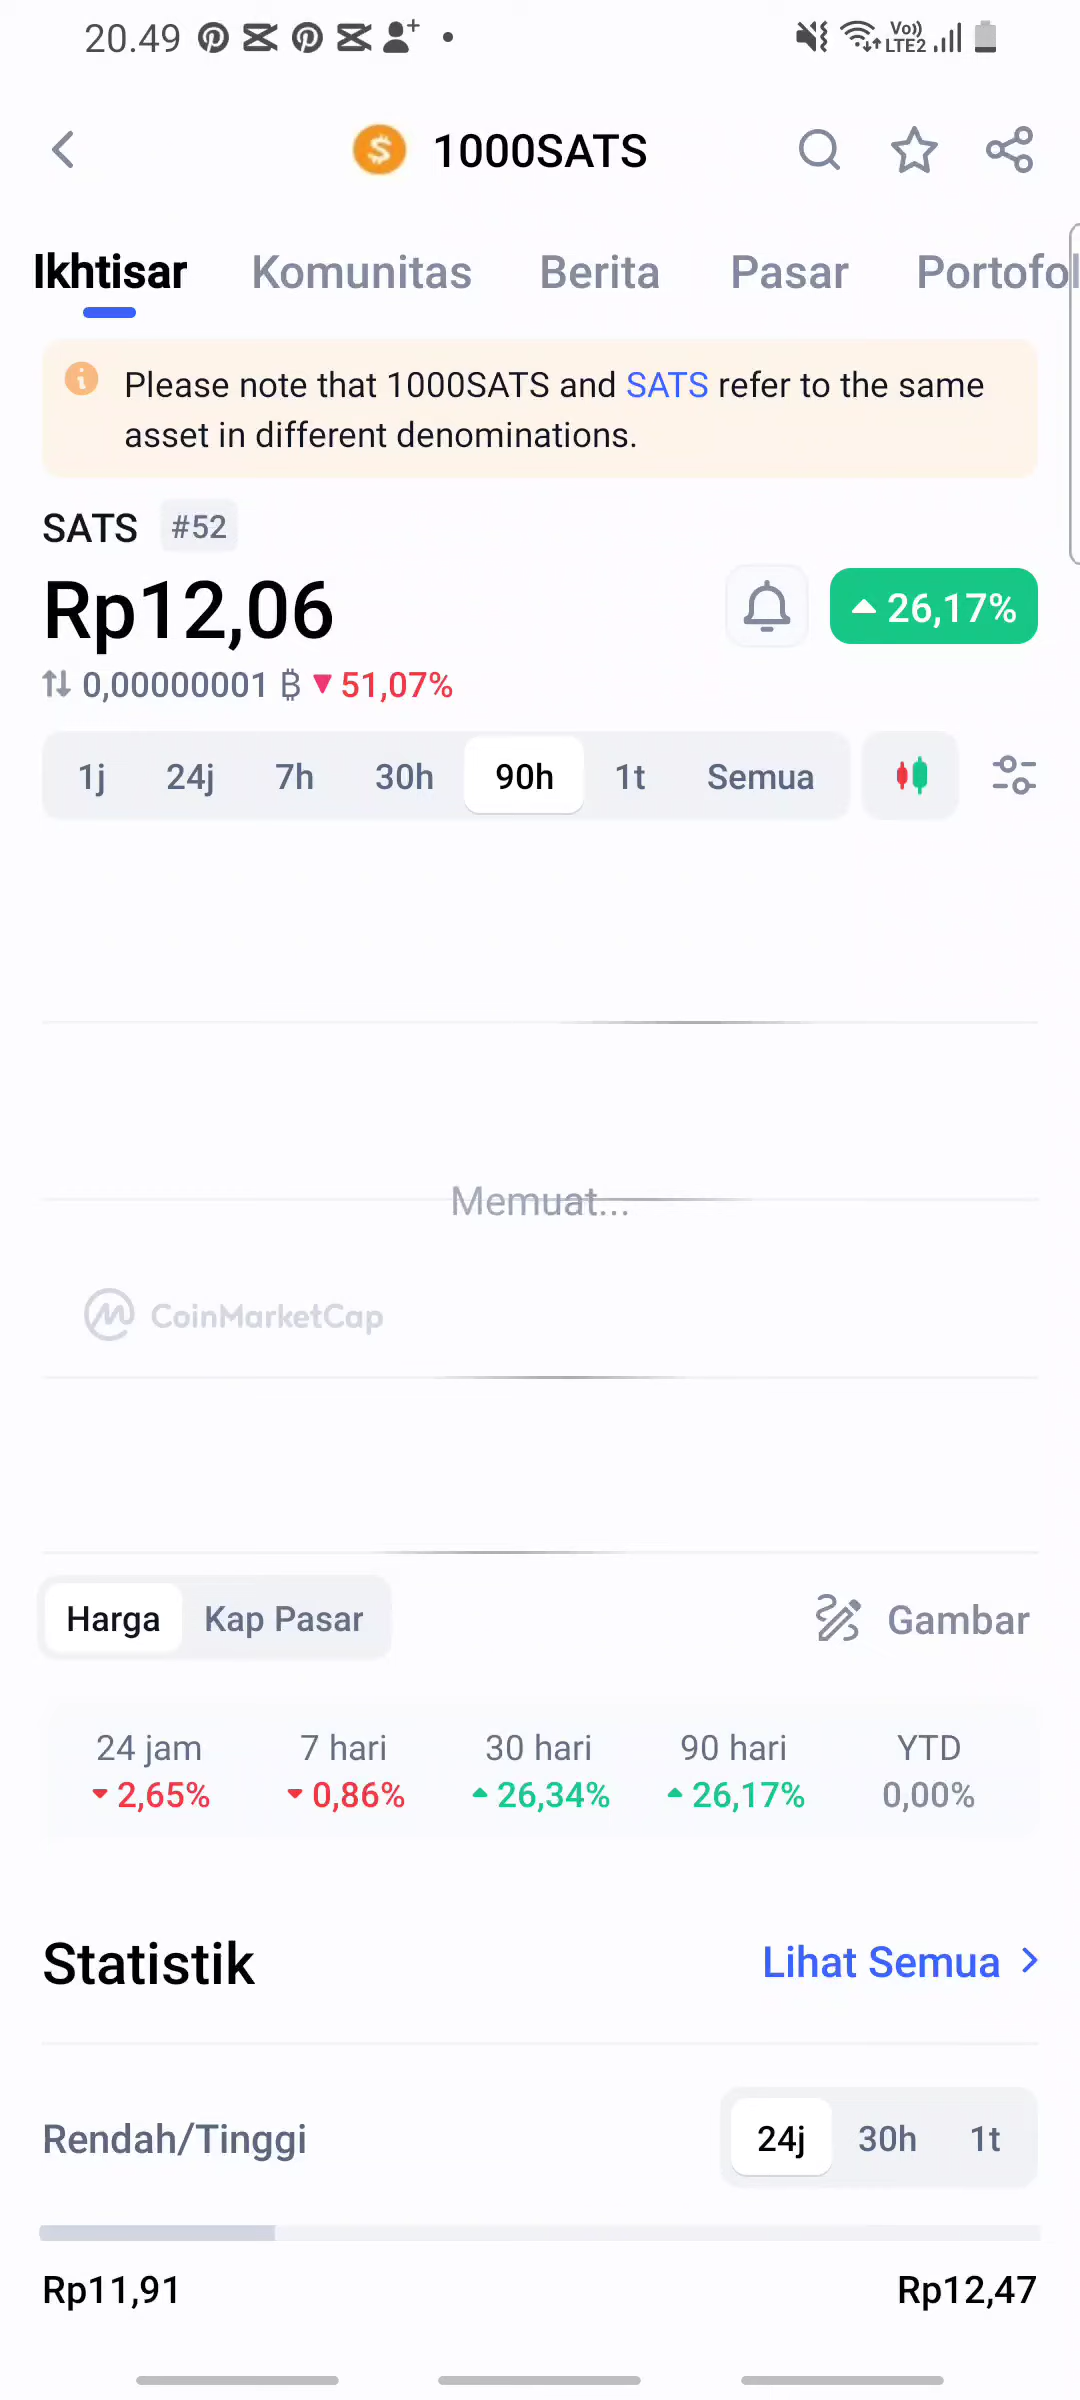 20.49
Vo))
LTE2
1000SATS
Ikhtisar Komunitas Berita Pasar Portofol
Please note that 1000SATS and SATS refer to the same
asset in different denominations.
SATS #52
Rp12,06
26,17%
0,00000001 ₿ 51,07%
1j 24j 7h 30h 90h 1t Semua
Memuat...
CoinMarketCap
Harga Kap Pasar Gambar
24 jam 7 hari 30 hari 90 hari YTD
2,65% 0,86% 26,34% 26,17% 0,00%
Statistik Lihat Semua
Rendah/Tinggi 24j 30h 1t
Rp11,91 Rp12,47